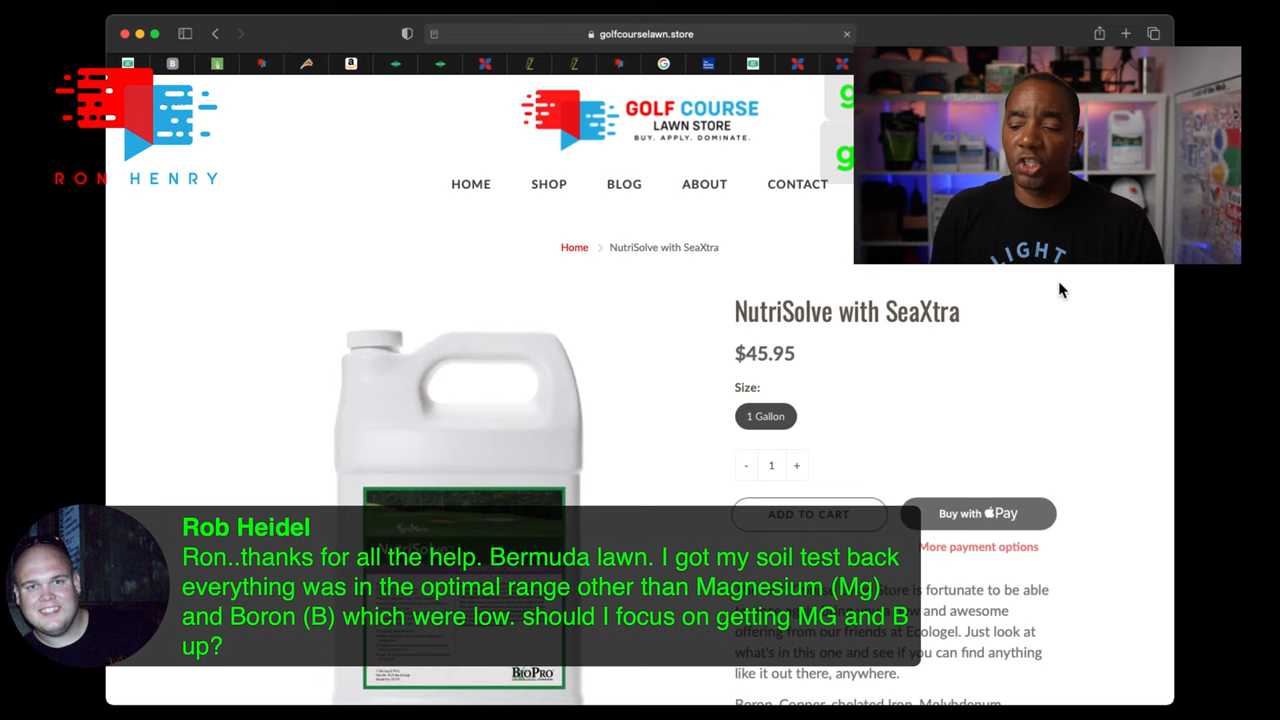 golfcourselawn.store
RON HENRY
GOLF COURSE
LAWN STORE
BUY. APPLY. DOMINATE.
HOME SHOP BLOG ABOUT CONTACT
LIGHT
Home > NutriSolve with SeaXtra
NutriSolve with SeaXtra
$45.95
Size:
1 Gallon
- 1 +
ADD TO CART Buy with Pay
More payment options
Store is fortunate to be able
and awesome
offering from our friends at Ecologel. Just look at
what's in this one and see if you can find anything
like it out there, anywhere.
Boron, Copper, chelated Iron, Molybdenum,
BIOPRO
Rob Heidel
Ron..thanks for all the help. Bermuda lawn. I got my soil test back
everything was in the optimal range other than Magnesium (Mg)
and Boron (B) which were low. should I focus on getting MG and B
up?